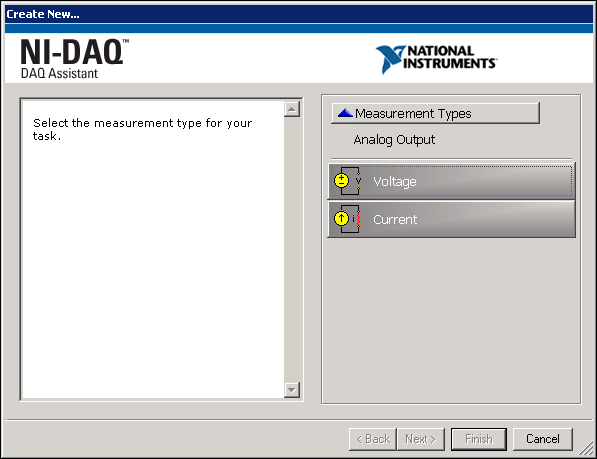 Create New...
NI-DAQ™
DAQ Assistant
NATIONAL
INSTRUMENTS™
Select the measurement type for your
task.
Measurement Types
Analog Output
V
Voltage
i
Current
< Back
Next >
Finish
Cancel